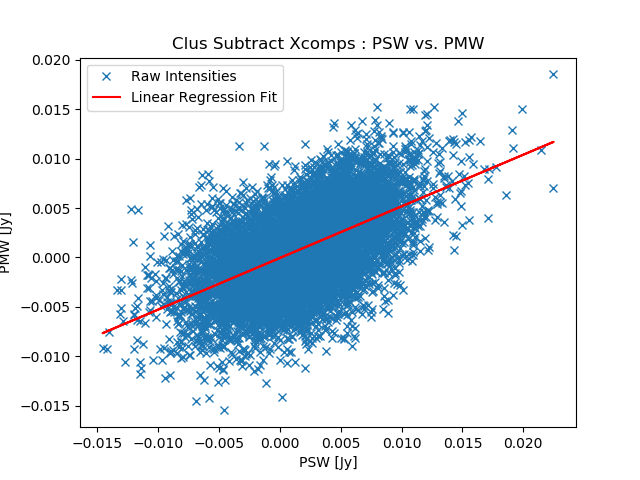 Clus Subtract Xcomps : PSW vs. PMW
Raw Intensities
Linear Regression Fit
0.020
0.015
0.010
0.005
0.000
−0.005
−0.010
−0.015
PMW [Jy]
−0.015 −0.010 −0.005 0.000 0.005 0.010 0.015 0.020
PSW [Jy]